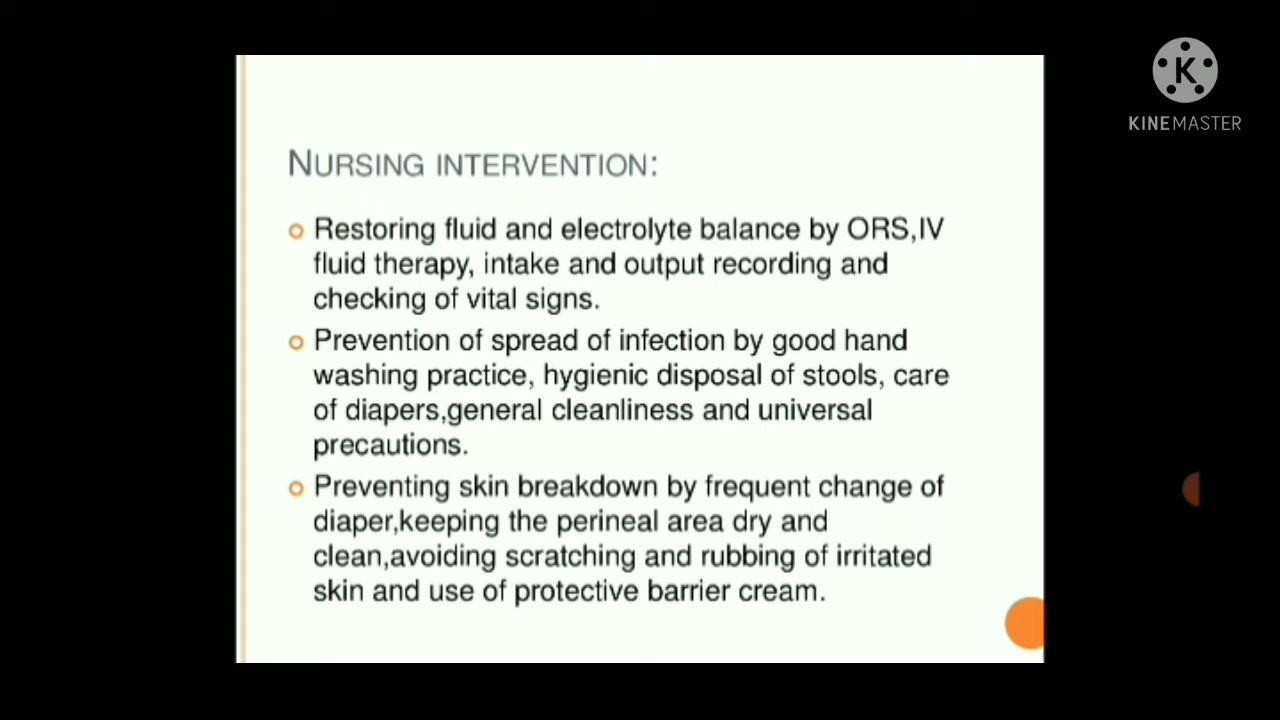 NURSING INTERVENTION:
Restoring fluid and electrolyte balance by ORS,IV
fluid therapy, intake and output recording and
checking of vital signs.
Prevention of spread of infection by good hand
washing practice, hygienic disposal of stools, care
of diapers,general cleanliness and universal
precautions.
Preventing skin breakdown by frequent change of
diaper,keeping the perineal area dry and
clean,avoiding scratching and rubbing of irritated
skin and use of protective barrier cream.
K
KINEMASTER